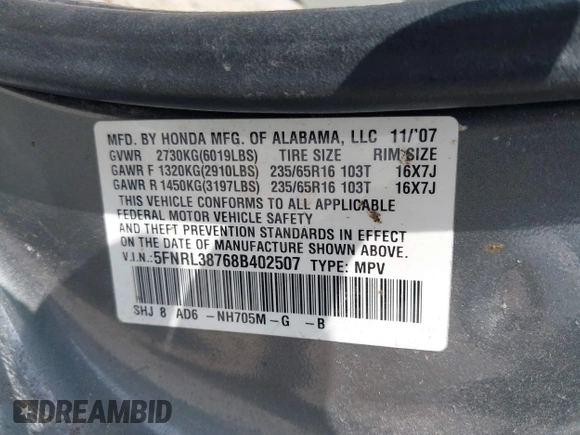 MFD. BY HONDA MFG. OF ALABAMA, LLC 11/'07
GVWR 2730KG(6019LBS) TIRE SIZE RIM SIZE
GAWR F 1320KG(2910LBS) 235/65R16 103T 16X7J
GAWR R 1450KG(3197LBS) 235/65R16 103T 16X7J
THIS VEHICLE CONFORMS TO ALL APPLICABLE
FEDERAL MOTOR VEHICLE SAFETY
AND THEFT PREVENTION STANDARDS IN EFFECT
ON THE DATE OF MANUFACTURE SHOWN ABOVE.
V.I.N.:5FNRL38768B402507 TYPE: MPV
SHJ 8 AD6 -NH705M-G -B
DREAMBID